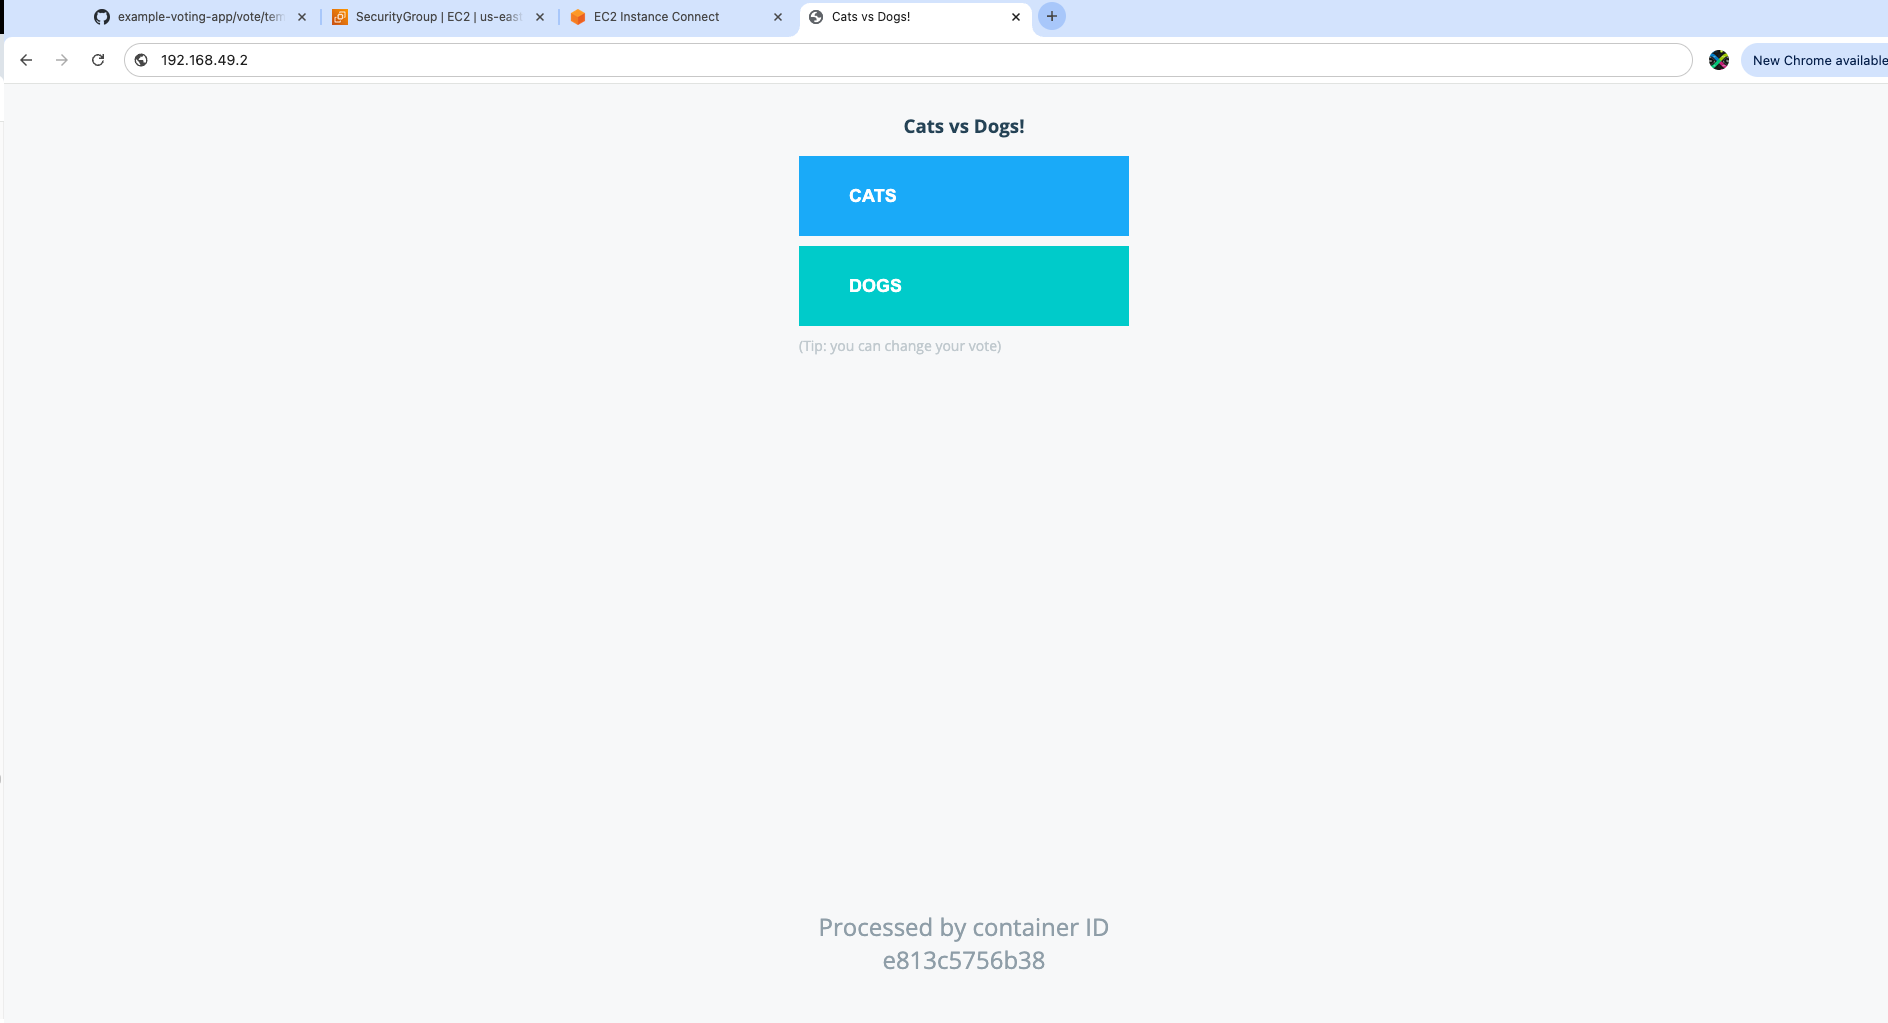 example-voting-app/vote/tem
SecurityGroup | EC2 | us-east
EC2 Instance Connect
Cats vs Dogs!
192.168.49.2
New Chrome available
Cats vs Dogs!
CATS
DOGS
(Tip: you can change your vote)
Processed by container ID
e813c5756b38